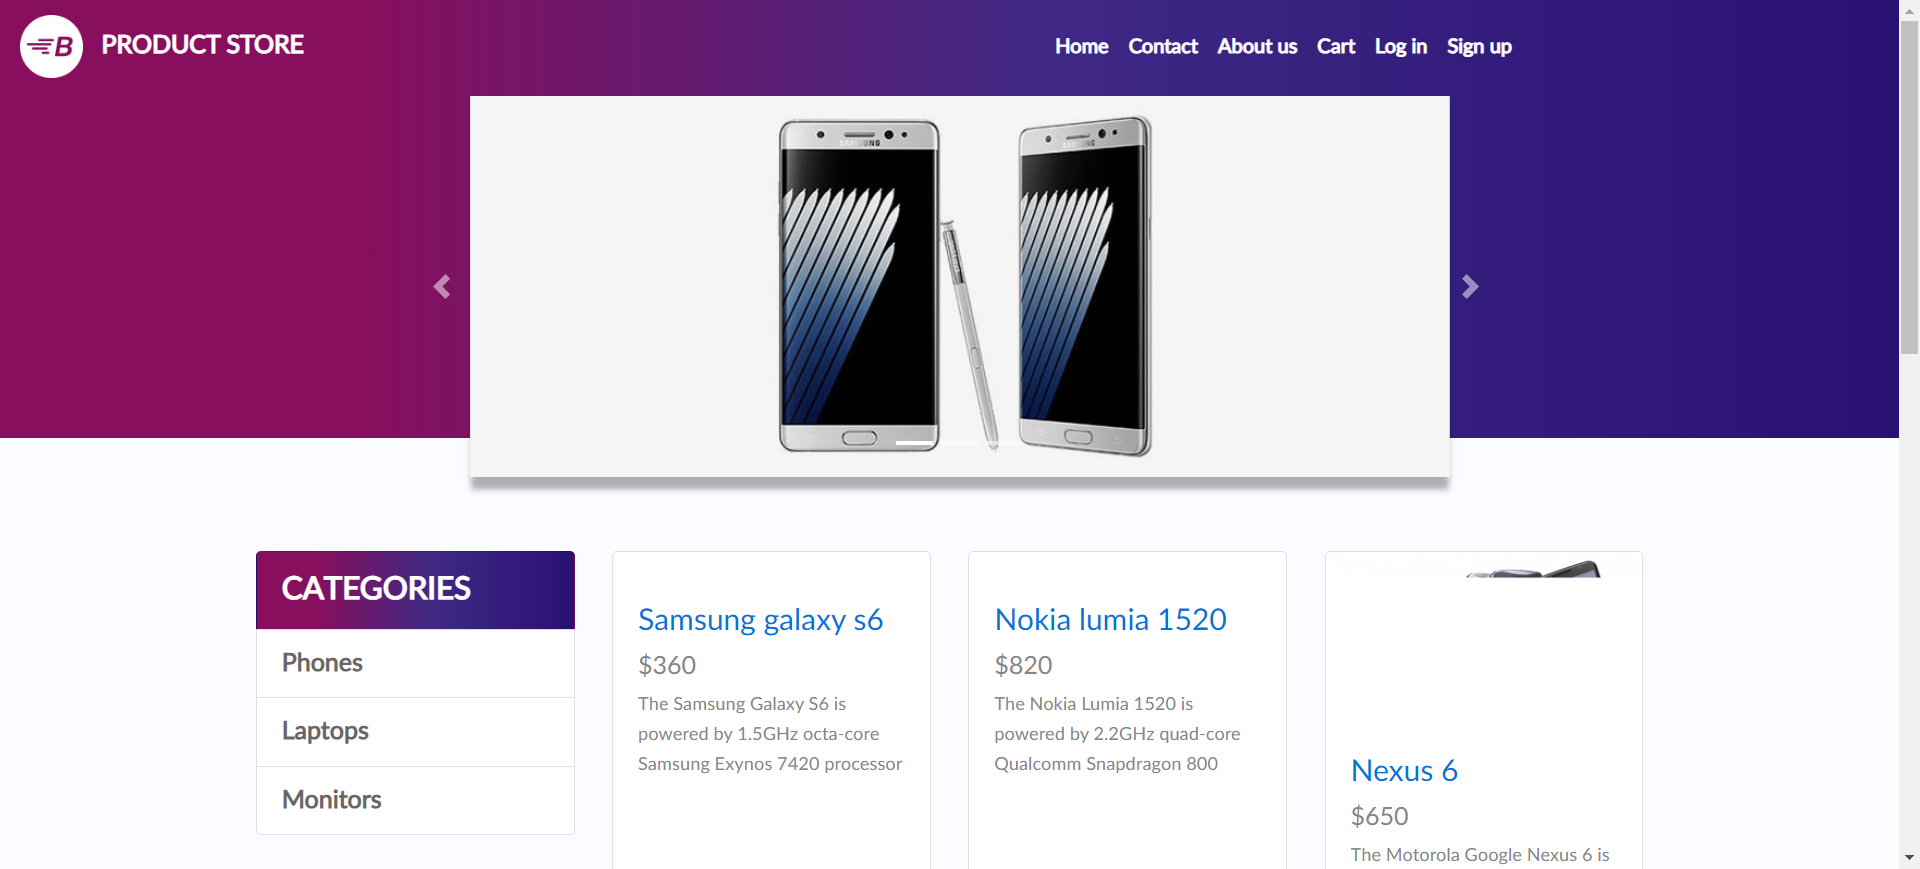 B PRODUCT STORE
Home Contact About us Cart Log in Sign up
SAMSUNG
SAMSUNG
CATEGORIES
Phones
Laptops
Monitors
Samsung galaxy s6
$360
The Samsung Galaxy S6 is
powered by 1.5GHz octa-core
Samsung Exynos 7420 processor
Nokia lumia 1520
$820
The Nokia Lumia 1520 is
powered by 2.2GHz quad-core
Qualcomm Snapdragon 800
Nexus 6
$650
The Motorola Google Nexus 6 is